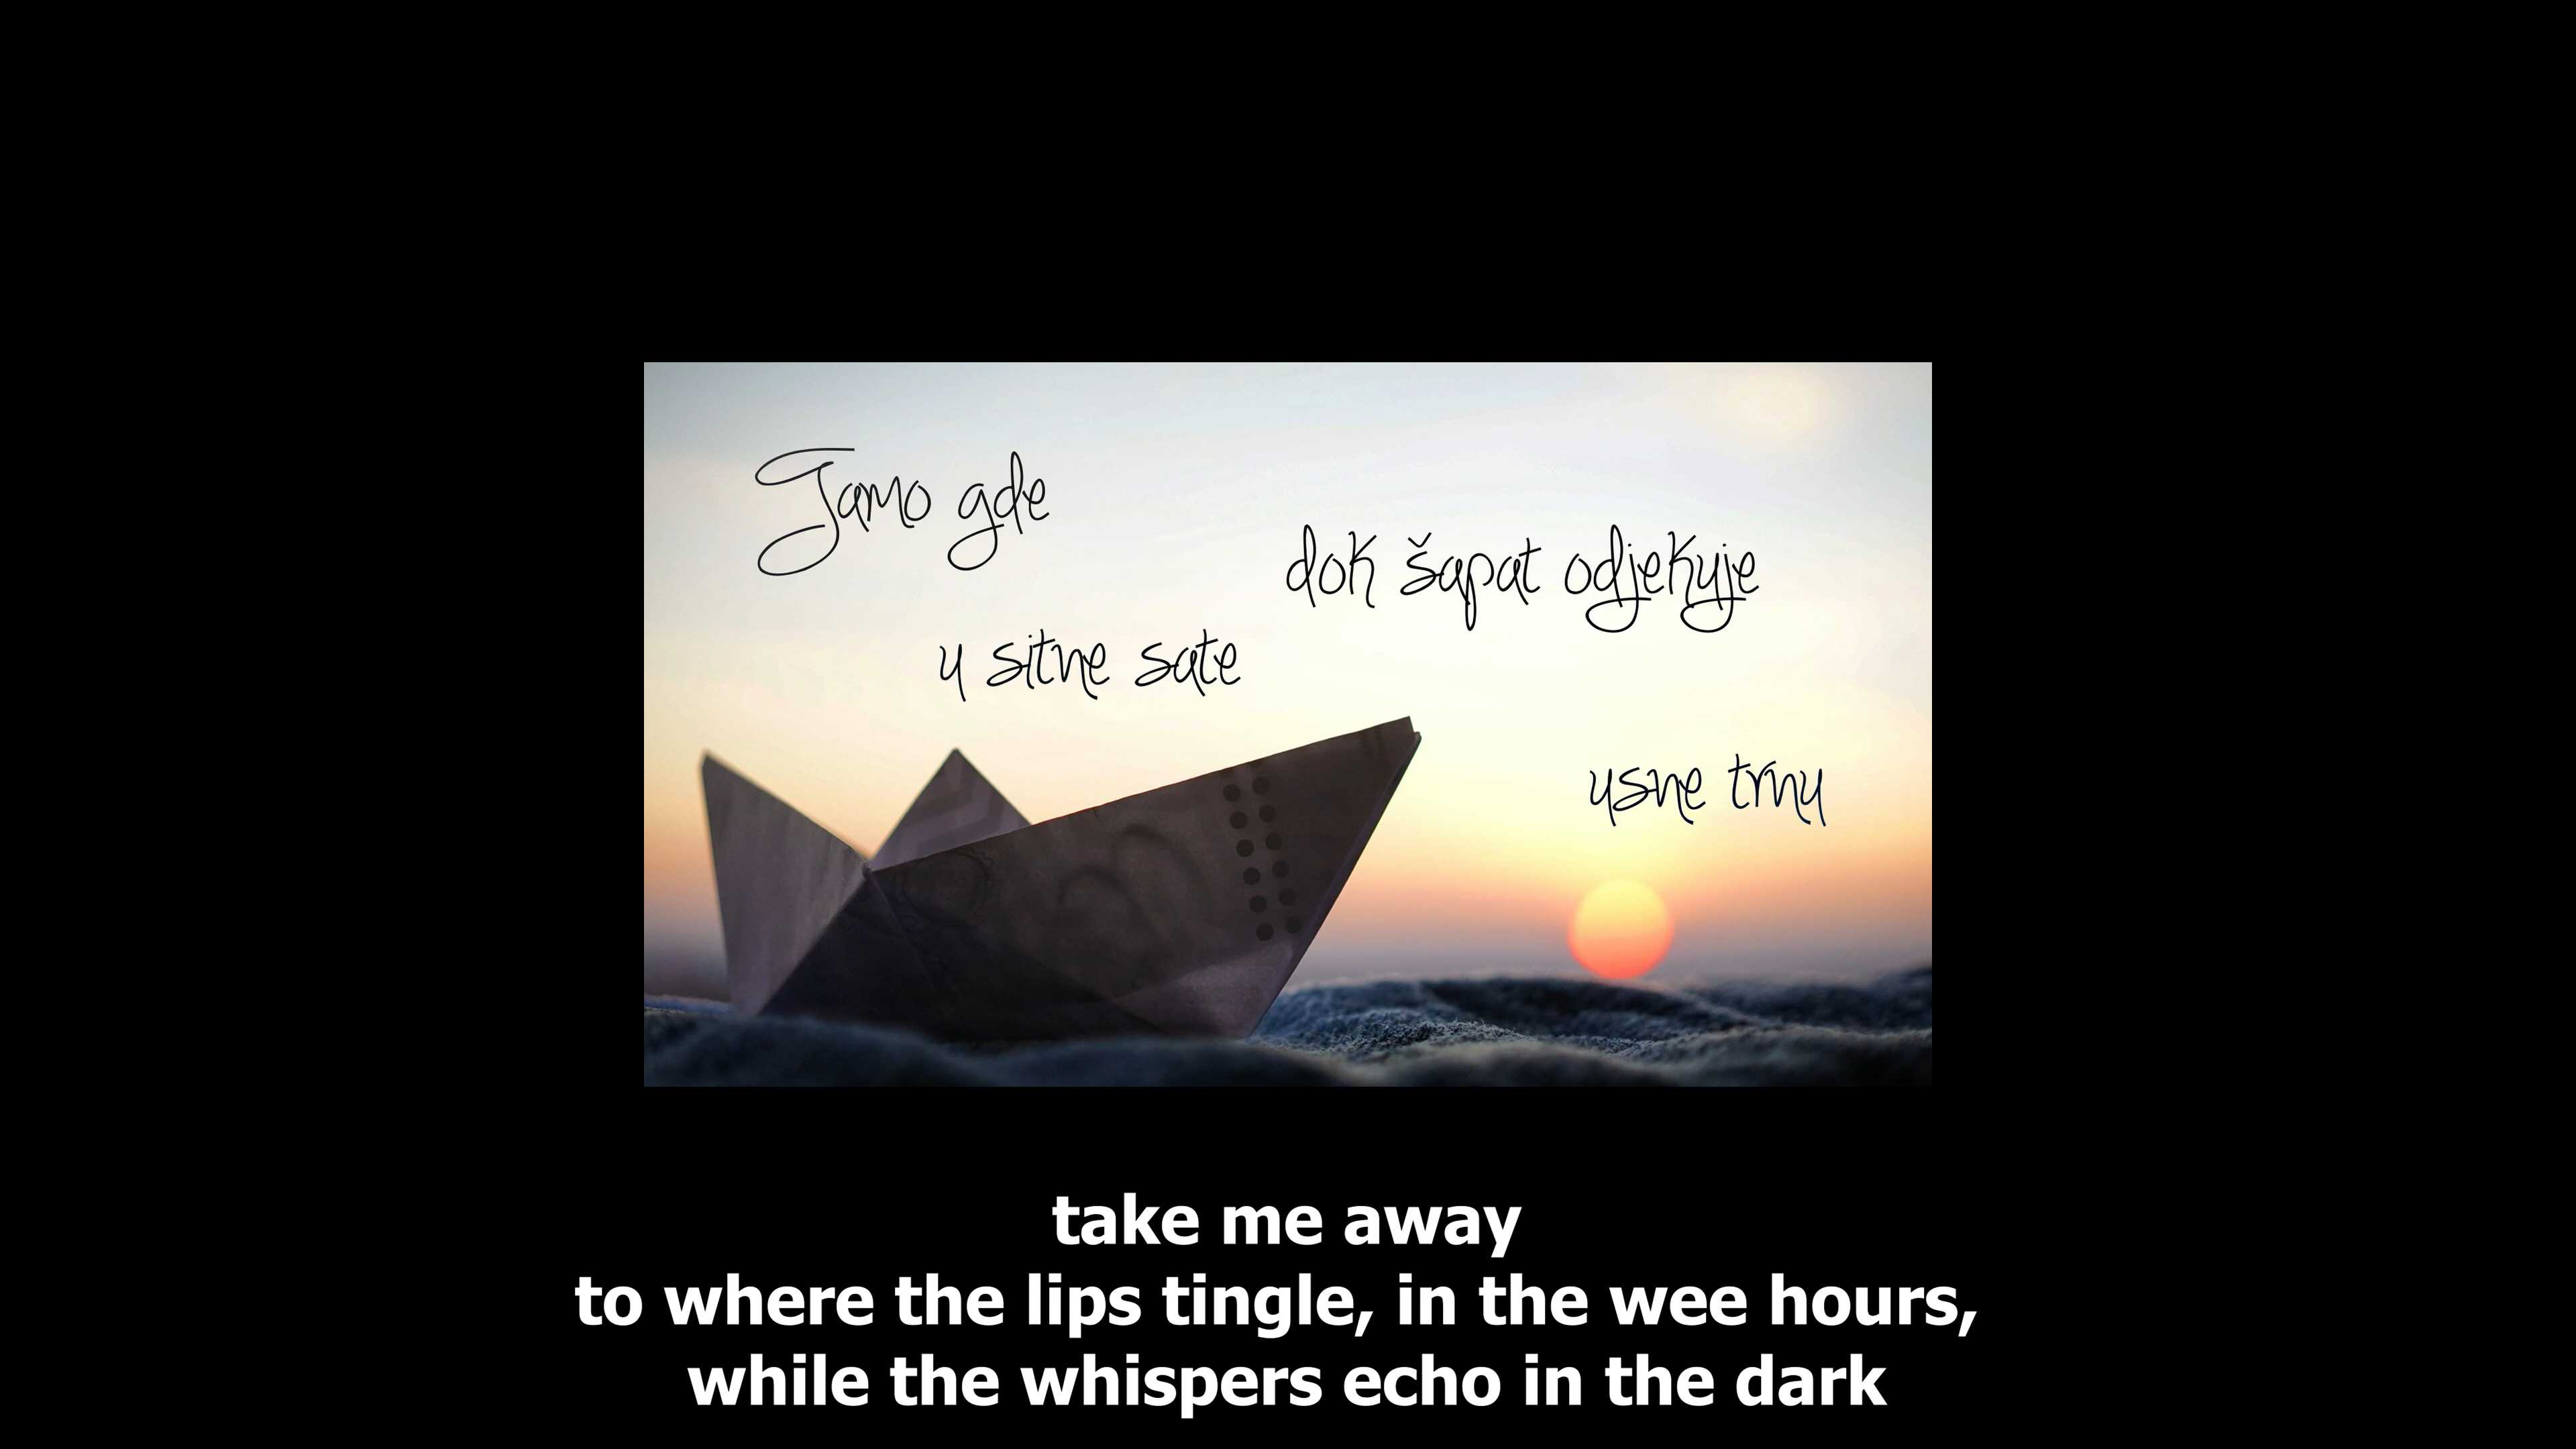 Tamo gde
dok šapat odjekuje
u sitne sate
usne trnu
take me away
to where the lips tingle, in the wee hours,
while the whispers echo in the dark